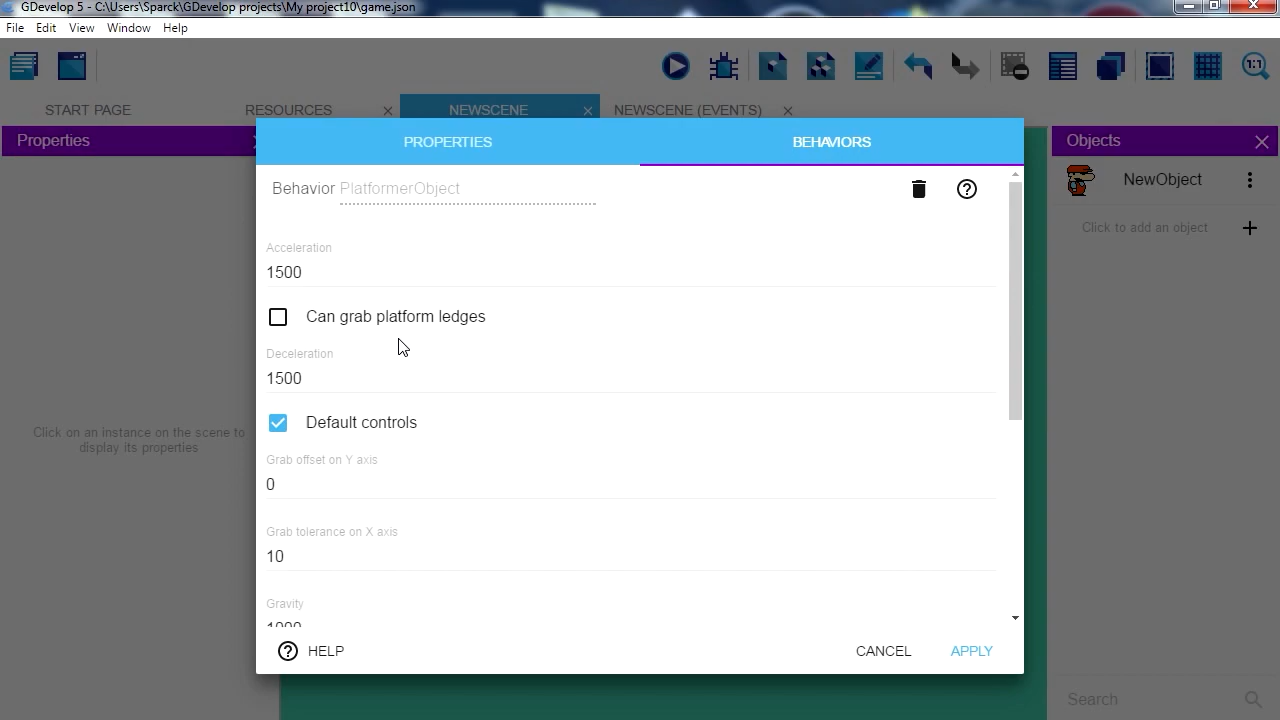 GDevelop 5 - C:\Users\Sparck\GDevelop projects\My project10\game.json
File Edit View Window Help
1:1
START PAGE RESOURCES NEWSCENE NEWSCENE (EVENTS)
Properties
PROPERTIES BEHAVIORS
Objects
Behavior PlatformerObject
NewObject
Click to add an object
Acceleration
1500
Can grab platform ledges
Deceleration
1500
Default controls
Click on an instance on the scene to
display its properties
Grab offset on Y axis
0
Grab tolerance on X axis
10
Gravity
1000
HELP CANCEL APPLY
Search